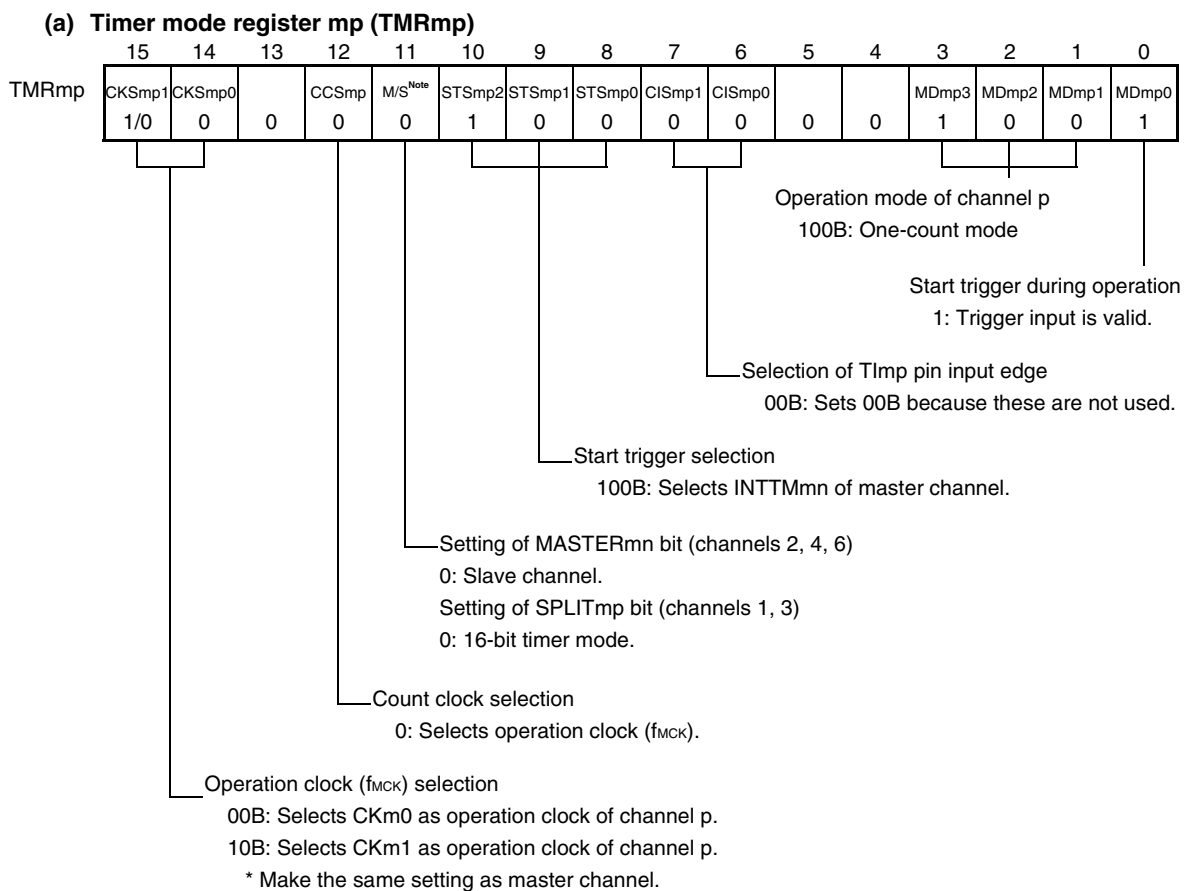 (a) Timer mode register mp (TMRmp)
15 14 13 12 11 10 9 8 7 6 5 4 3 2 1 0
TMRmp CKSmp1 CKSmp0 CCSmp M/S Note STSmp2 STSmp1 STSmp0 CISmp1 CISmp0 MDmp3 MDmp2 MDmp1 MDmp0
1/0 0 0 0 0 1 0 0 0 0 0 0 1 0 0 1
Operation mode of channel p
100B: One-count mode
Start trigger during operation
1: Trigger input is valid.
Selection of TImp pin input edge
00B: Sets 00B because these are not used.
Start trigger selection
100B: Selects INTTMmn of master channel.
Setting of MASTERmn bit (channels 2, 4, 6)
0: Slave channel.
Setting of SPLITmp bit (channels 1, 3)
0: 16-bit timer mode.
Count clock selection
0: Selects operation clock (fMCK).
Operation clock (fMCK) selection
00B: Selects CKm0 as operation clock of channel p.
10B: Selects CKm1 as operation clock of channel p.
* Make the same setting as master channel.